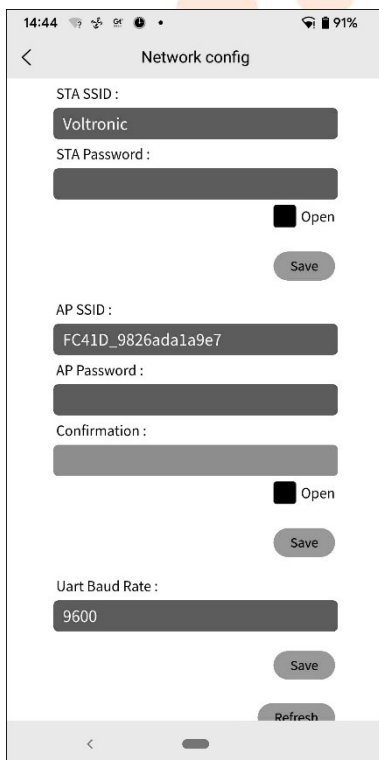 14:44
91%
Network config
STA SSID :
Voltronic
STA Password :
Open
Save
AP SSID :
FC41D_9826ada1a9e7
AP Password :
Confirmation :
Open
Save
Uart Baud Rate :
9600
Save
Refresh